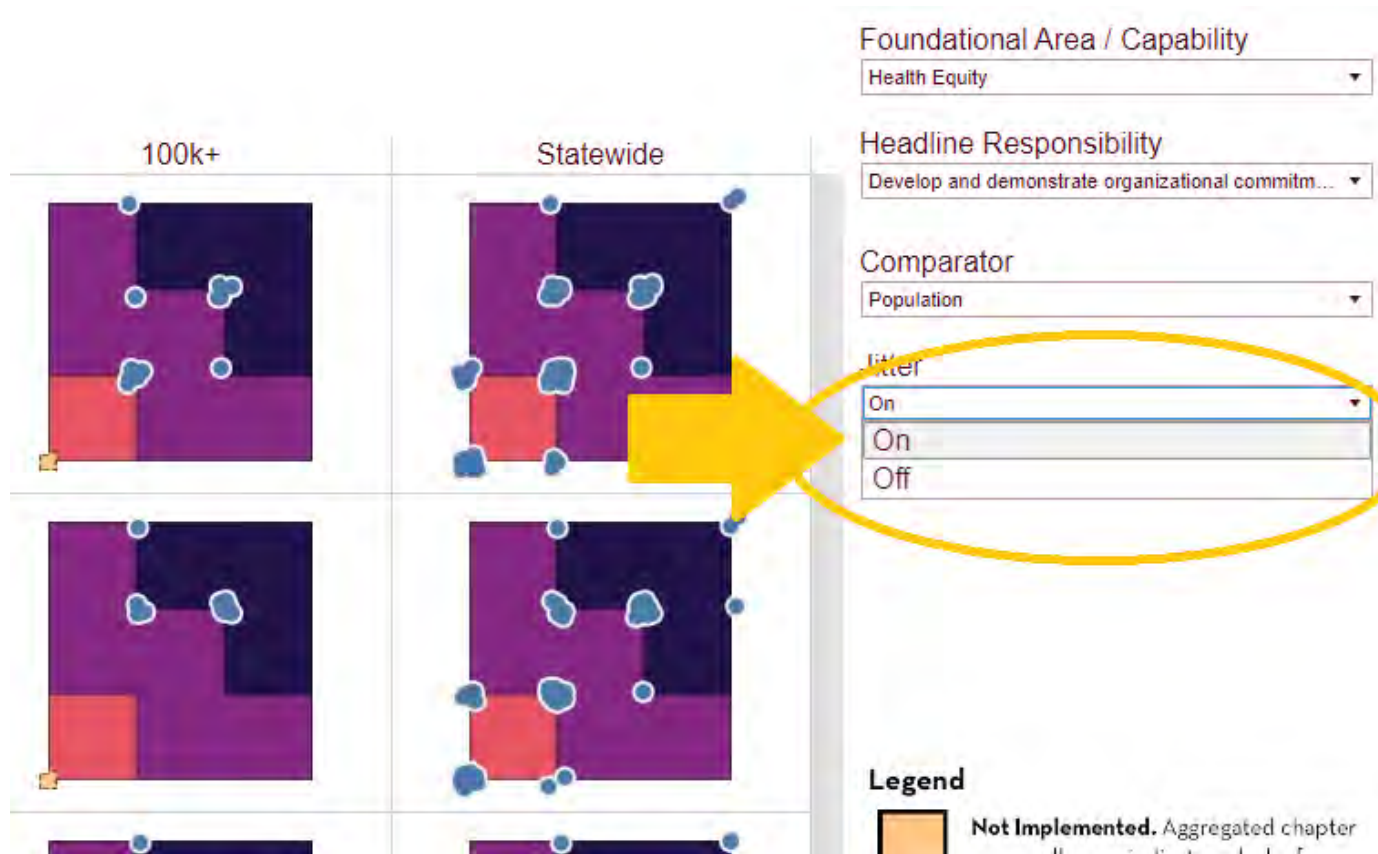 Foundational Area / Capability
Health Equity
100k+
Statewide
Headline Responsibility
Develop and demonstrate organizational commitm...
Comparator
Population
Jitter
On
On
Off
Legend
Not Implemented. Aggregated chapter